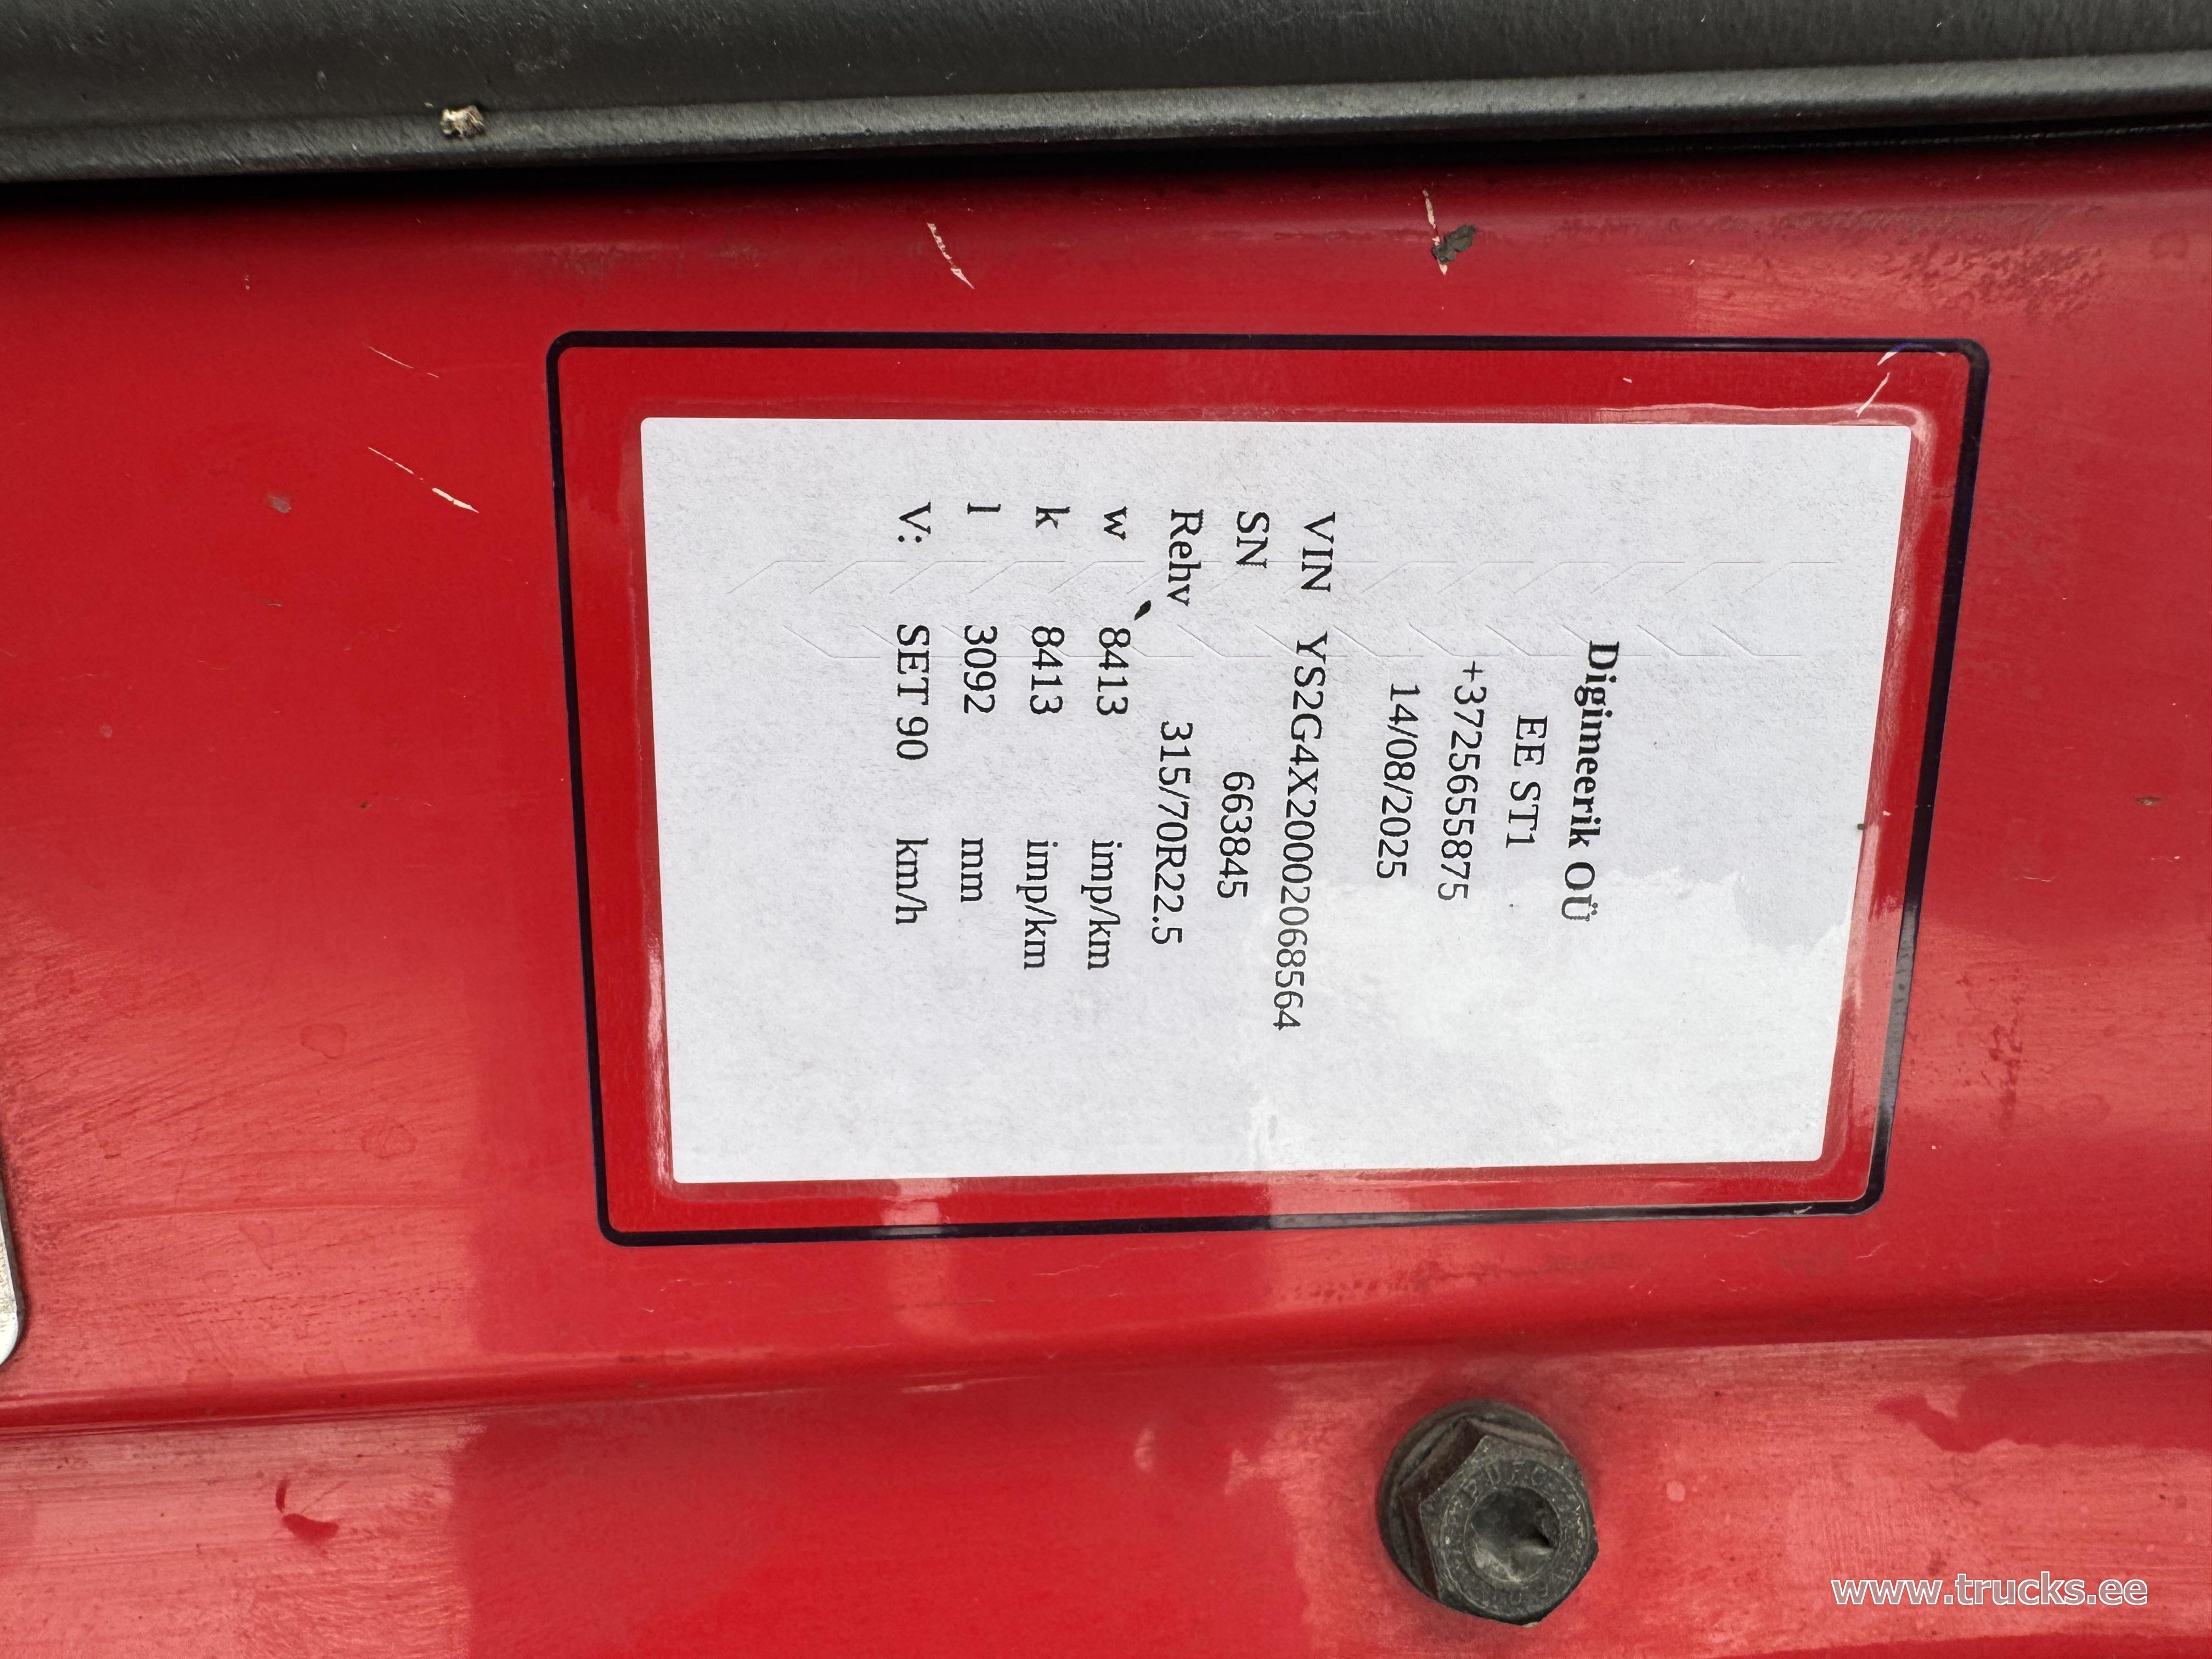 Digimeerik OÜ
EE ST1
+3725655875
14/08/2025
VIN YS2G4X20002068564
SN 663845
Rehv 315/70R22.5
w 8413 imp/km
k 8413 imp/km
l 3092 mm
V: SET 90 km/h
www.trucks.ee